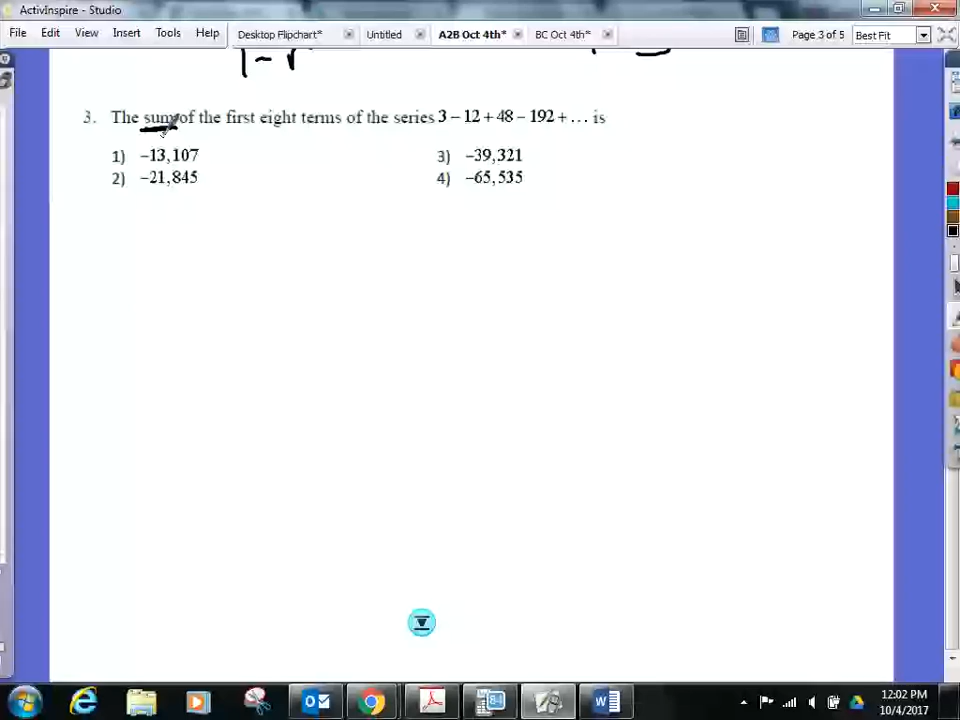 ActivInspire - Studio
File Edit View Insert Tools Help Desktop Flipchart* Untitled A2B Oct 4th* BC Oct 4th* Page 3 of 5 Best Fit
1 - r
3. The sum of the first eight terms of the series 3 − 12 + 48 − 192 + … is
1) −13,107 3) −39,321
2) −21,845 4) −65,535
12:02 PM
10/4/2017